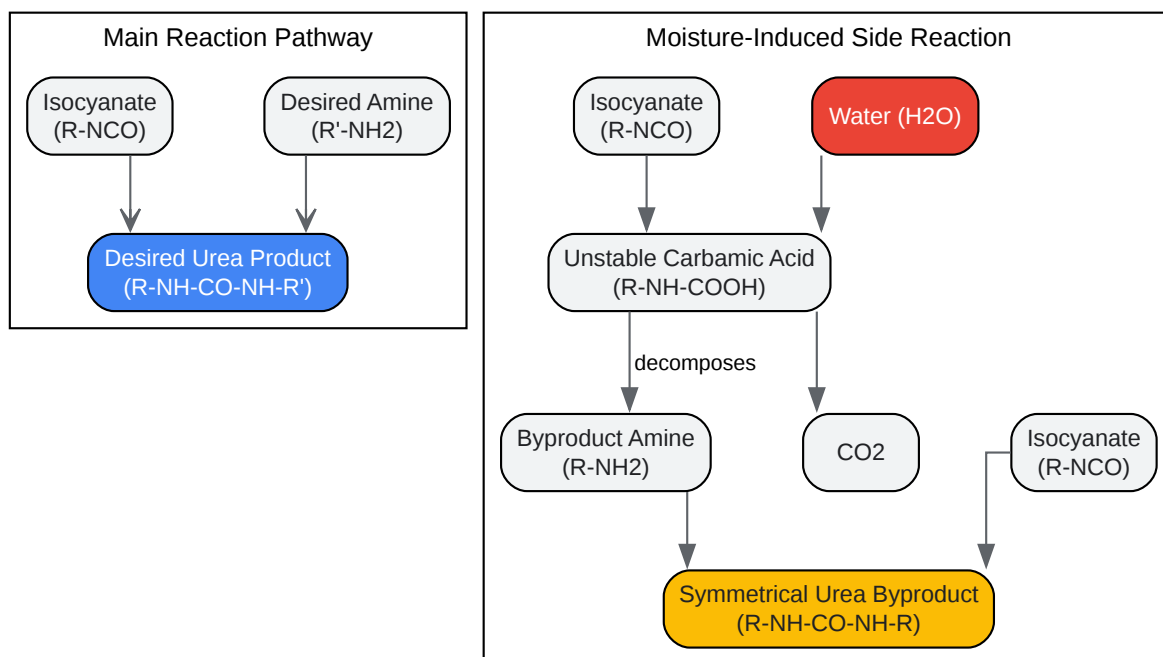 Main Reaction Pathway
Isocyanate
(R-NCO)
Desired Amine
(R'-NH2)
Desired Urea Product
(R-NH-CO-NH-R')
Moisture-Induced Side Reaction
Isocyanate
(R-NCO)
Water (H2O)
Unstable Carbamic Acid
(R-NH-COOH)
decomposes
Byproduct Amine
(R-NH2)
CO2
Isocyanate
(R-NCO)
Symmetrical Urea Byproduct
(R-NH-CO-NH-R)